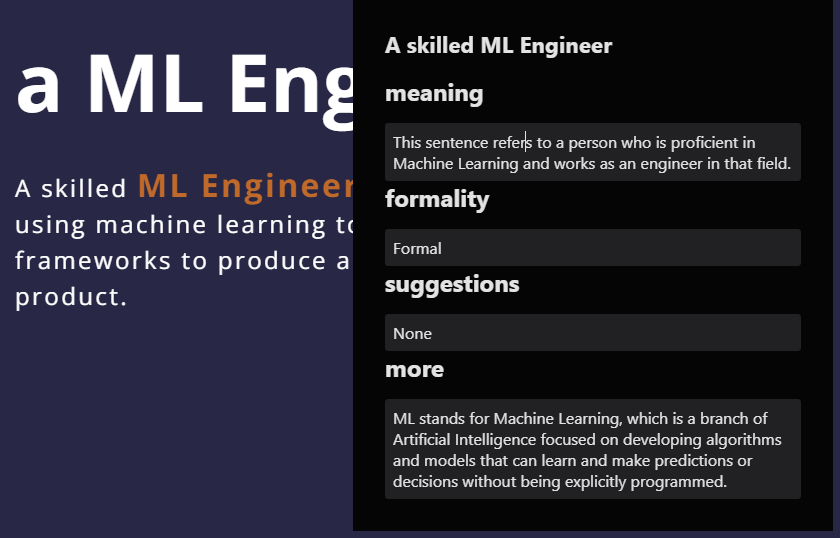 a ML Eng
A skilled ML Engineer
using machine learning to
frameworks to produce a
product.
A skilled ML Engineer
meaning
This sentence refers to a person who is proficient in
Machine Learning and works as an engineer in that field.
formality
Formal
suggestions
None
more
ML stands for Machine Learning, which is a branch of
Artificial Intelligence focused on developing algorithms
and models that can learn and make predictions or
decisions without being explicitly programmed.